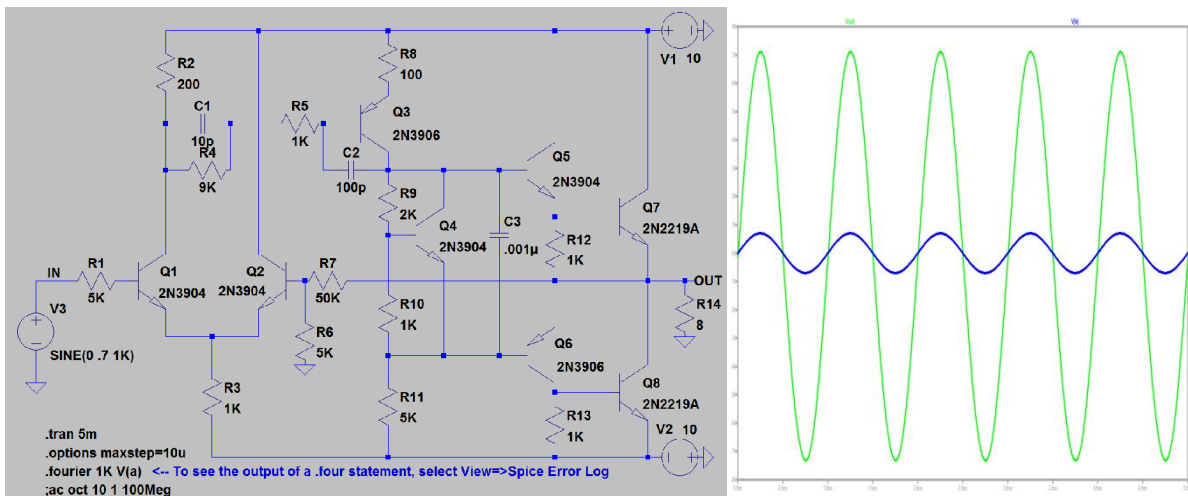 R2
200
C1
10p
R4
9K
R5
1K
R8
100
Q3
2N3906
C2
100p
V1 10
Q5
2N3904
R9
2K
Q4
2N3904
C3
.001µ
R12
1K
Q7
2N2219A
IN
R1
5K
Q1
2N3904
Q2
2N3904
R7
50K
OUT
R14
8
V3
SINE(0 .7 1K)
R6
5K
R10
1K
Q6
2N3906
R3
1K
R11
5K
R13
1K
Q8
2N2219A
V2 10
.tran 5m
.options maxstep=10u
.fourier 1K V(a) <-- To see the output of a .four statement, select View=>Spice Error Log
;ac oct 10 1 100Meg